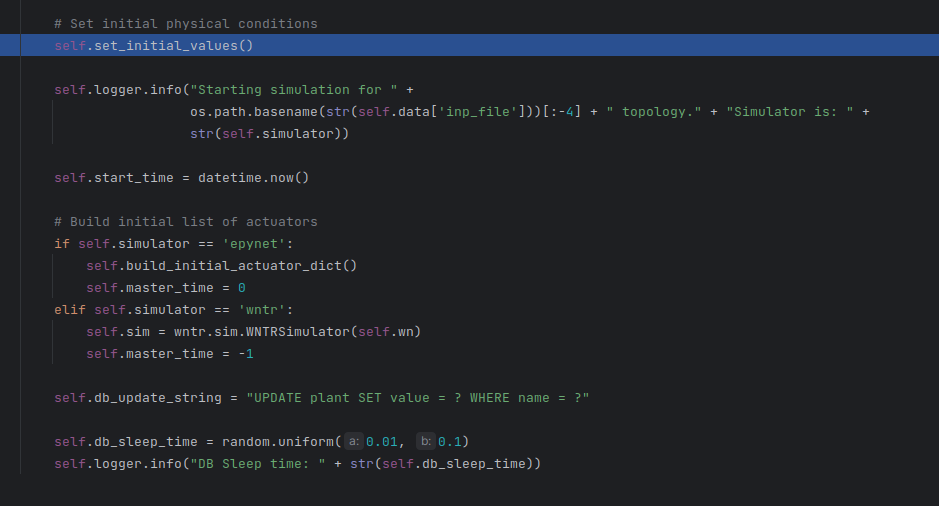 # Set initial physical conditions
self.set_initial_values()
self.logger.info("Starting simulation for " +
os.path.basename(str(self.data['inp_file']))[:-4] + " topology." + "Simulator is: " +
str(self.simulator))
self.start_time = datetime.now()
# Build initial list of actuators
if self.simulator == 'epynet':
self.build_initial_actuator_dict()
self.master_time = 0
elif self.simulator == 'wntr':
self.sim = wntr.sim.WNTRSimulator(self.wn)
self.master_time = -1
self.db_update_string = "UPDATE plant SET value = ? WHERE name = ?"
self.db_sleep_time = random.uniform( a: 0.01, b: 0.1)
self.logger.info("DB Sleep time: " + str(self.db_sleep_time))